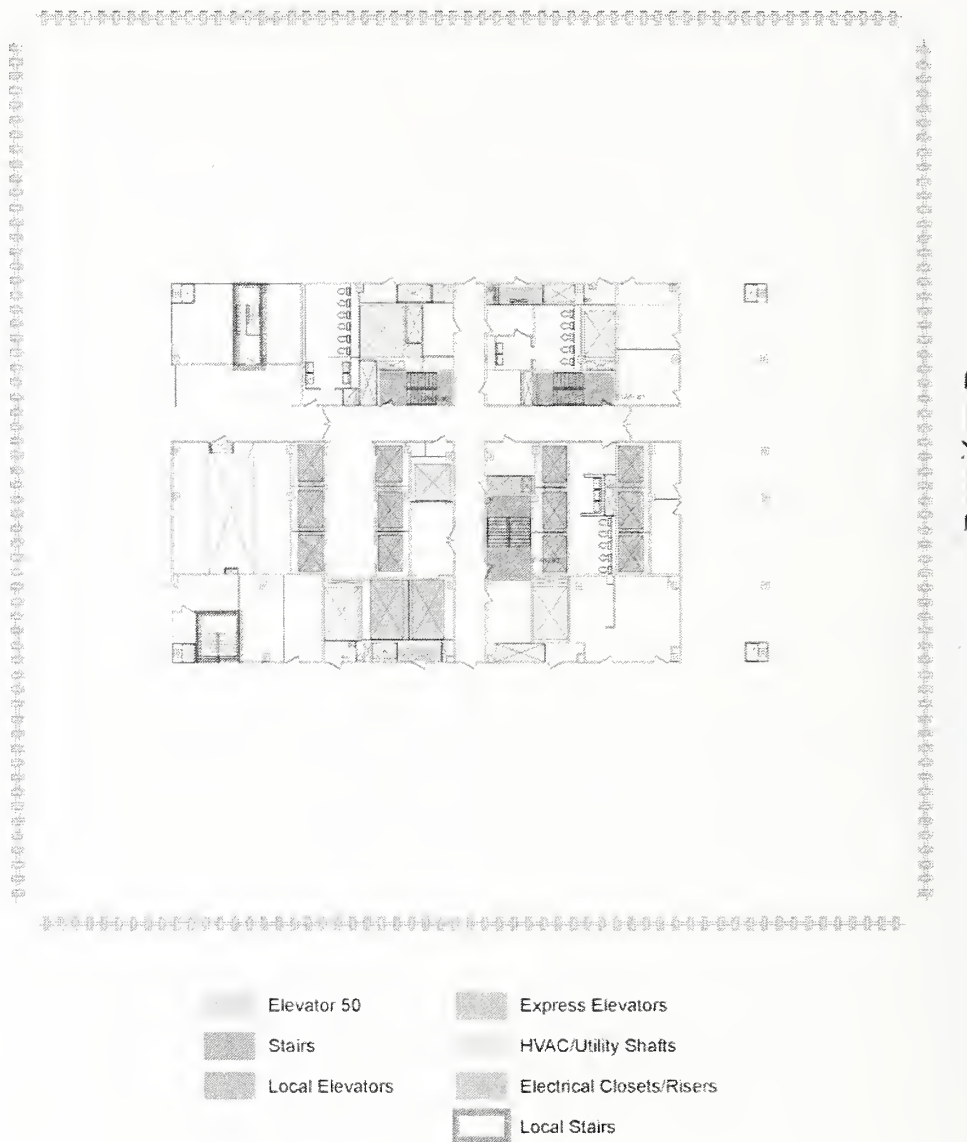 Elevator 50
Stairs
Local Elevators
Express Elevators
HVAC/Utility Shafts
Electrical Closets/Risers
Local Stairs